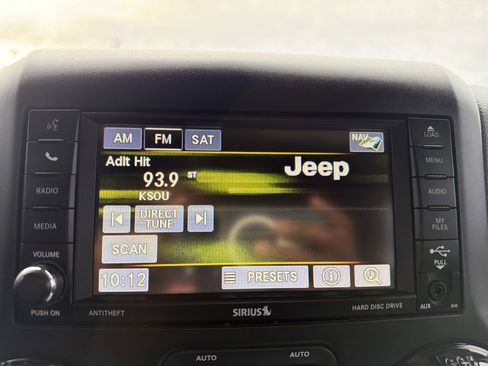 AM FM SAT NAV
Adlt Hit
93.9 ST
KSOU
Jeep
DIRECT
TUNE
SCAN
10:12 PRESETS
RADIO
MEDIA
VOLUME
PUSH ON
ANTITHEFT
SIRIUS
HARD DISC DRIVE
LOAD
MENU
AUDIO
MY
FILES
PULL
AUX
AUTO
AUTO